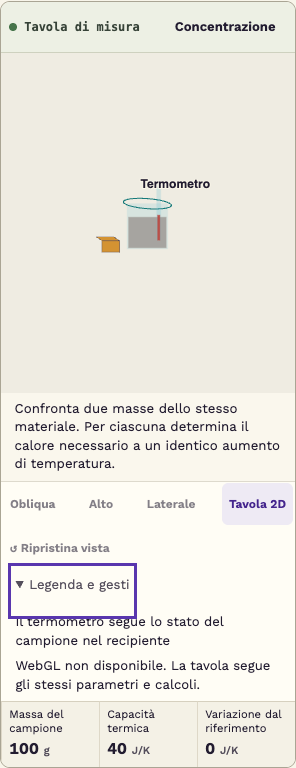 Tavola di misura
Concentrazione
Termometro
Confronta due masse dello stesso
materiale. Per ciascuna determina il
calore necessario a un identico aumento
di temperatura.
Obliqua Alto Laterale Tavola 2D
↺ Ripristina vista
▼ Legenda e gesti
Il termometro segue lo stato del
campione nel recipiente
WebGL non disponibile. La tavola segue
gli stessi parametri e calcoli.
Massa del
campione
100 g
Capacità
termica
40 J/K
Variazione dal
riferimento
0 J/K